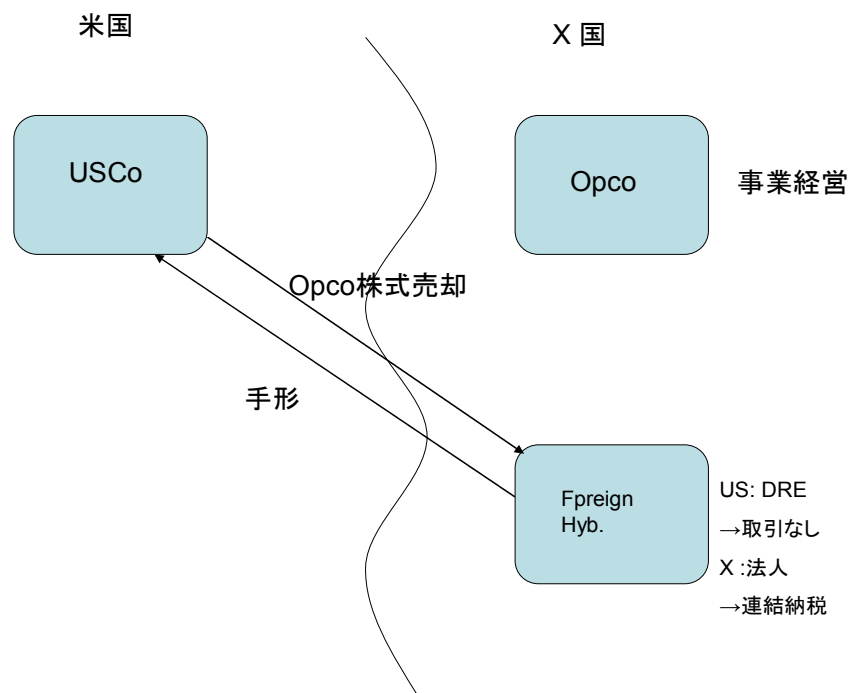 米国
X 国
USCo
Opco
事業経営
Opco株式売却
手形
Fpreign
Hyb.
US: DRE
→取引なし
X :法人
→連結納税